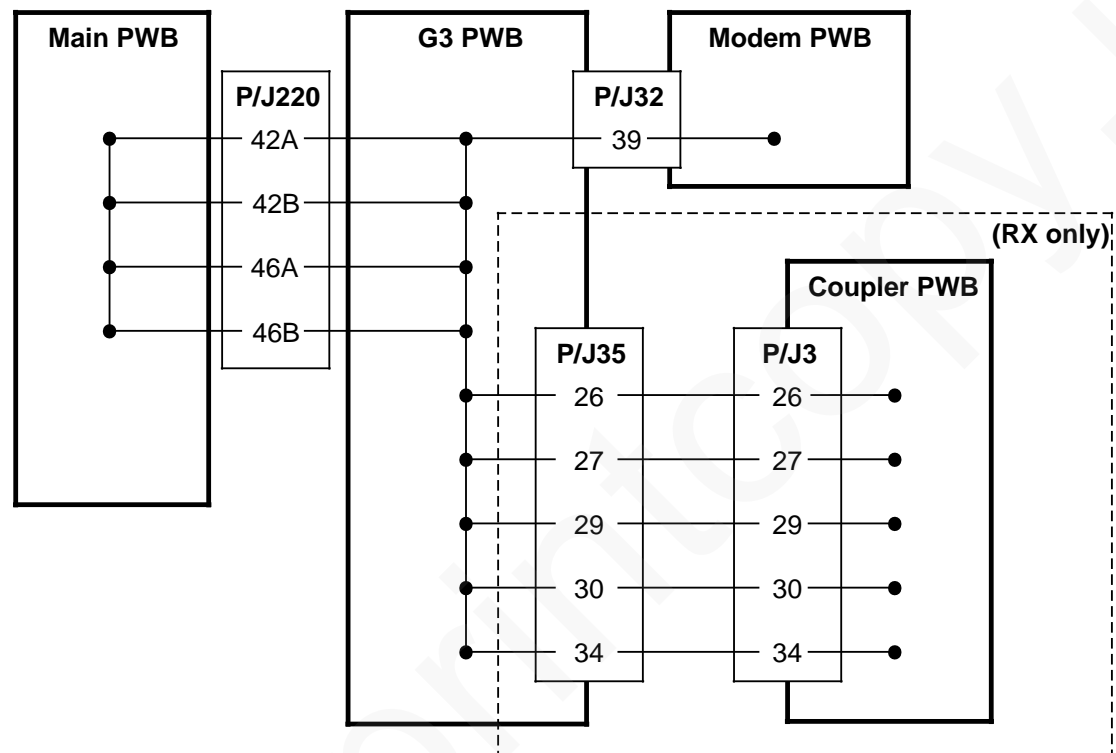 Main PWB
G3 PWB
Modem PWB
P/J220
P/J32
42A
39
42B
(RX only)
46A
Coupler PWB
46B
P/J35
P/J3
26
26
27
27
29
29
30
30
34
34
printcopy